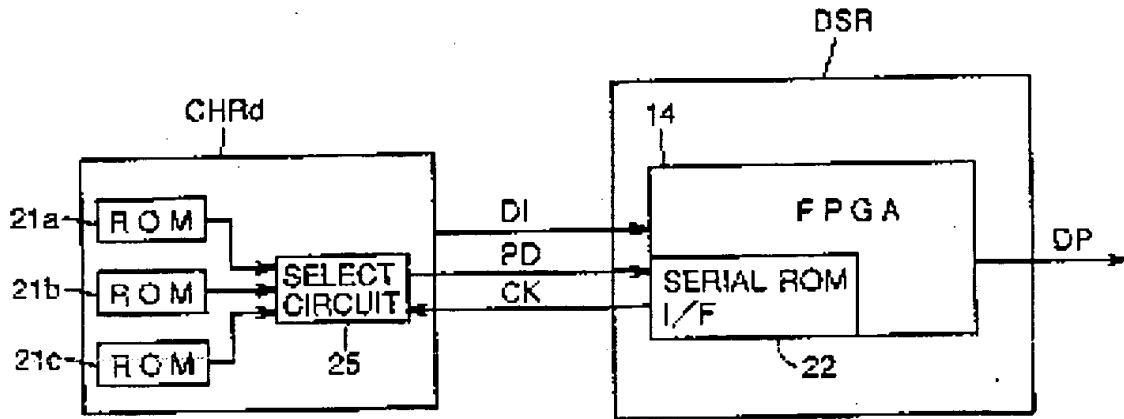 DSR
CHRd
14
21a
ROM
DI
FPGA
DP
21b
ROM
SELECT
CIRCUIT
PD
SERIAL ROM
I/F
CK
21c
ROM
25
22